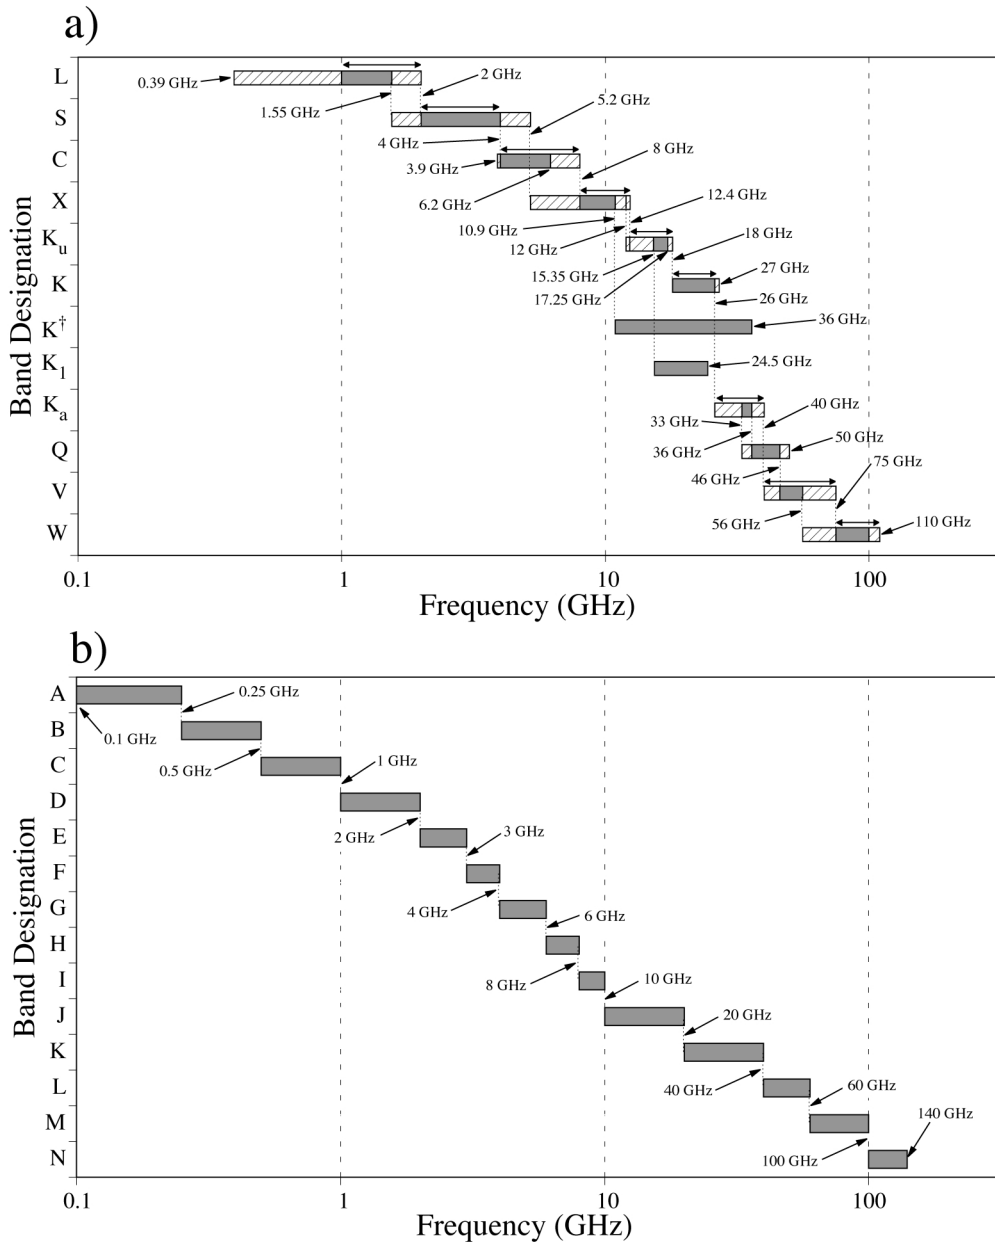 a)
L
0.39 GHz
2 GHz
1.55 GHz
5.2 GHz
S
4 GHz
8 GHz
C
3.9 GHz
6.2 GHz
12.4 GHz
X
10.9 GHz
12 GHz
18 GHz
Ku
15.35 GHz
27 GHz
K
17.25 GHz
26 GHz
K†
36 GHz
K1
24.5 GHz
Ka
33 GHz
40 GHz
Q
36 GHz
50 GHz
75 GHz
46 GHz
V
56 GHz
110 GHz
W
Band Designation
0.1 1 10 100
Frequency (GHz)
b)
A
0.25 GHz
0.1 GHz
B
0.5 GHz
1 GHz
C
D
2 GHz
3 GHz
E
F
4 GHz
6 GHz
G
H
8 GHz
10 GHz
I
J
20 GHz
K
40 GHz
60 GHz
L
M
140 GHz
100 GHz
N
Band Designation
0.1 1 10 100
Frequency (GHz)